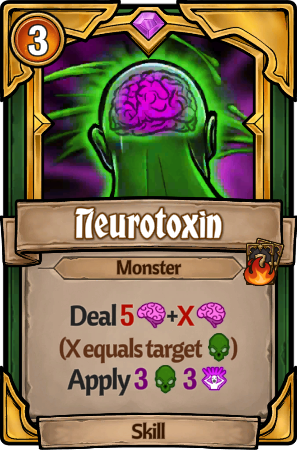 3
Neurotoxin
Monster
Deal 5 + X
(X equals target )
Apply 3 3
Skill